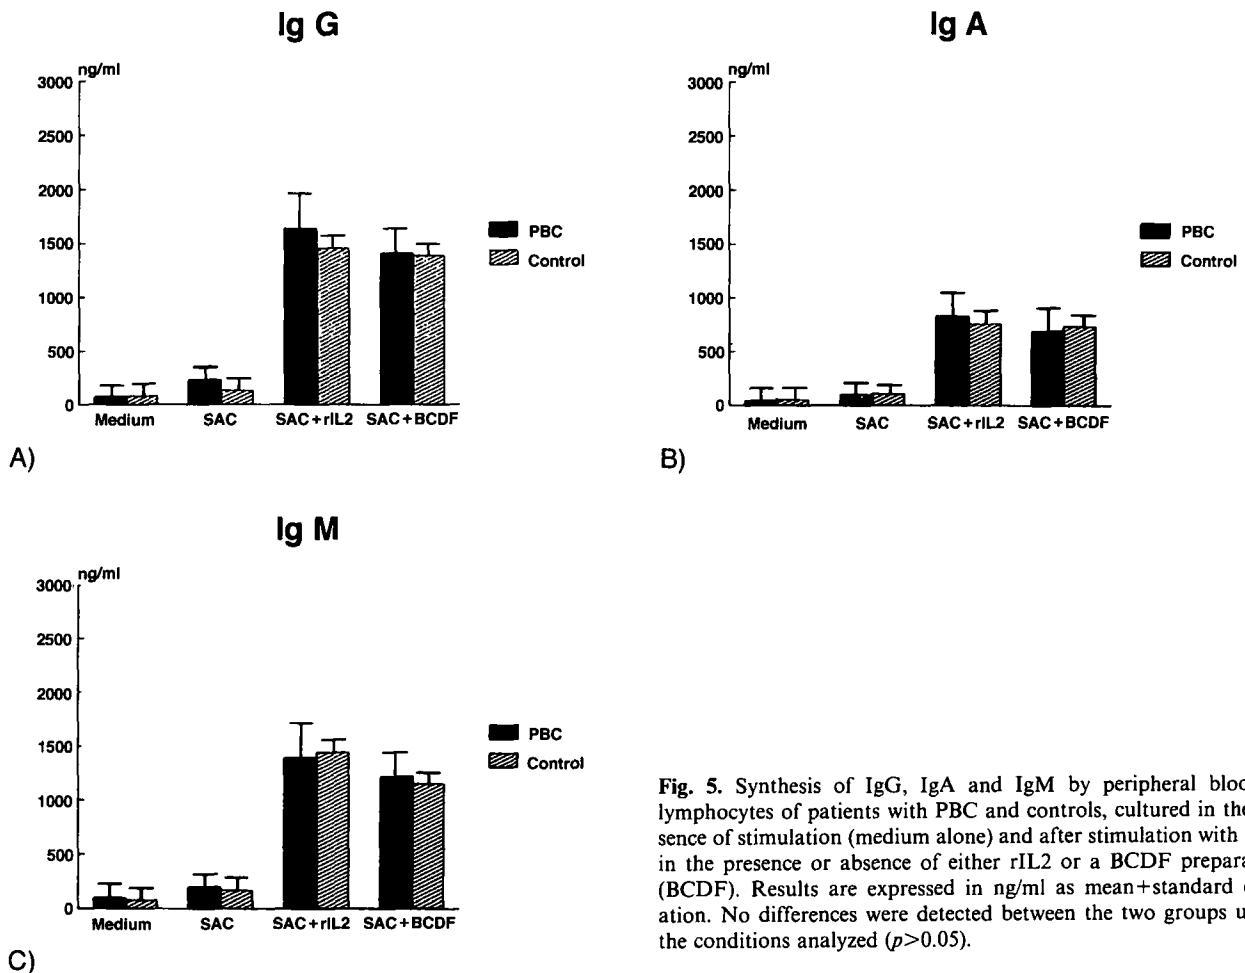 Ig G
ng/ml
3000
2500
2000
1500
1000
500
0
Medium SAC SAC+rIL2 SAC+BCDF
PBC
Control
A)
Ig A
ng/ml
3000
2500
2000
1500
1000
500
0
Medium SAC SAC+rIL2 SAC+BCDF
PBC
Control
B)
Ig M
ng/ml
3000
2500
2000
1500
1000
500
0
Medium SAC SAC+rIL2 SAC+BCDF
PBC
Control
C)
Fig. 5. Synthesis of IgG, IgA and IgM by peripheral bloo
lymphocytes of patients with PBC and controls, cultured in the
sence of stimulation (medium alone) and after stimulation with
in the presence or absence of either rIL2 or a BCDF prepara
(BCDF). Results are expressed in ng/ml as mean+standard
ation. No differences were detected between the two groups u
the conditions analyzed (p>0.05).